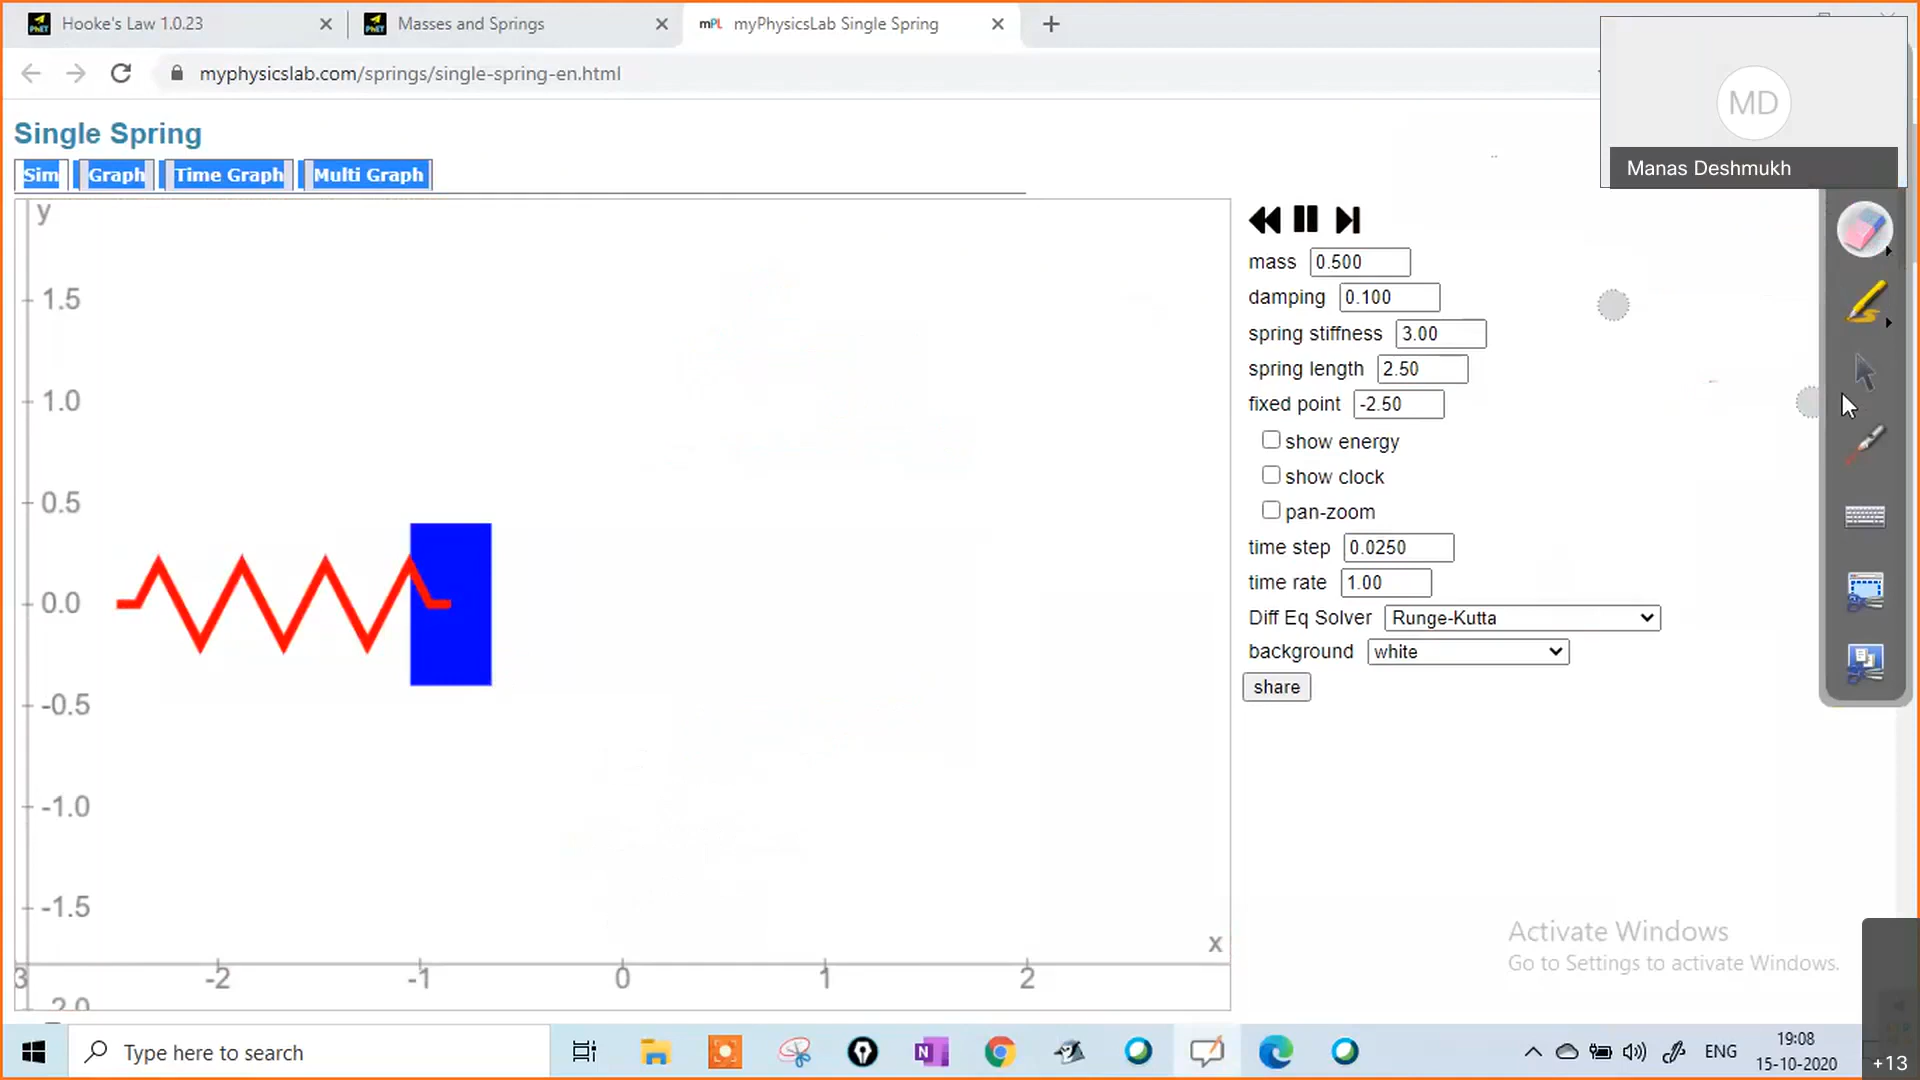 Hooke's Law 1.0.23
Masses and Springs
mPL myPhysicsLab Single Spring
myphysicslab.com/springs/single-spring-en.html
MD
Manas Deshmukh
Single Spring
Sim Graph Time Graph Multi Graph
y
1.5
1.0
0.5
0.0
-0.5
-1.0
-1.5
x
3 -2 -1 0 1 2
mass 0.500
damping 0.100
spring stiffness 3.00
spring length 2.50
fixed point -2.50
show energy
show clock
pan-zoom
time step 0.0250
time rate 1.00
Diff Eq Solver Runge-Kutta
background white
share
Activate Windows
Go to Settings to activate Windows.
Type here to search
ENG
19:08
15-10-2020
+13